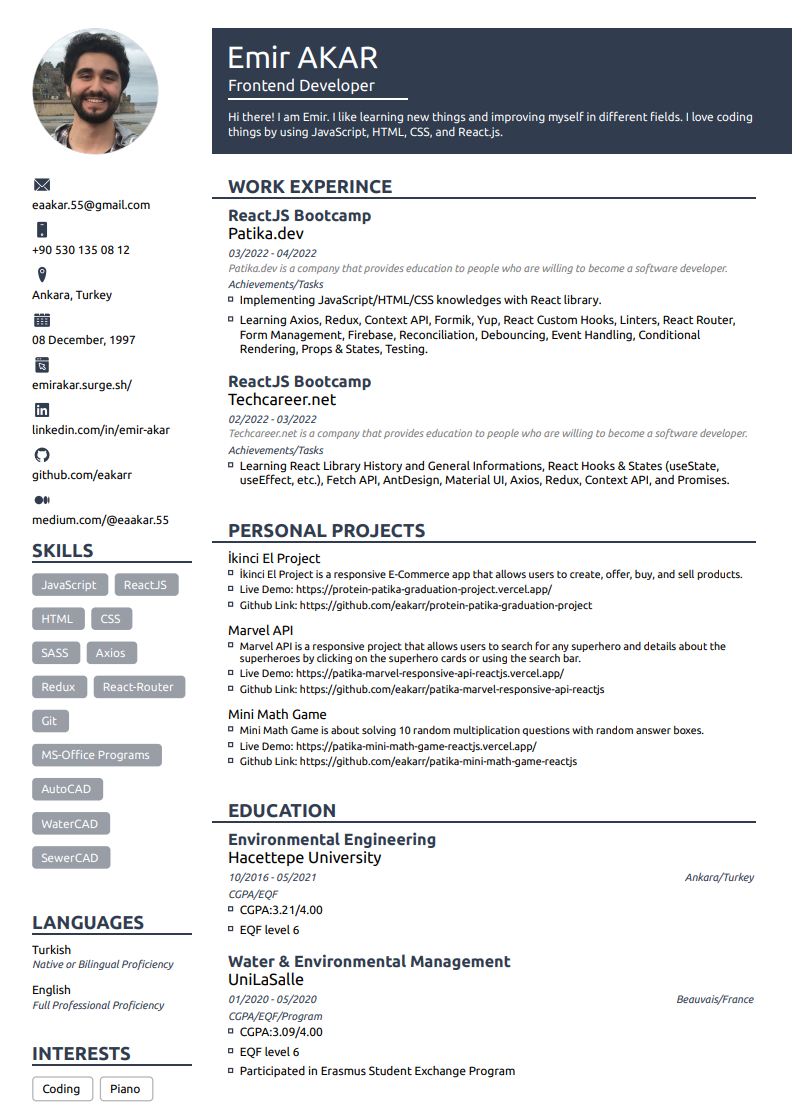 Emir AKAR
Frontend Developer
Hi there! I am Emir. I like learning new things and improving myself in different fields. I love coding
things by using JavaScript, HTML, CSS, and React.js.
eaakar.55@gmail.com
+90 530 135 08 12
Ankara, Turkey
08 December, 1997
emirakar.surge.sh/
linkedin.com/in/emir-akar
github.com/eakarr
medium.com/@eaakar.55
SKILLS
JavaScript ReactJS
HTML CSS
SASS Axios
Redux React-Router
Git
MS-Office Programs
AutoCAD
WaterCAD
SewerCAD
LANGUAGES
Turkish
Native or Bilingual Proficiency
English
Full Professional Proficiency
INTERESTS
Coding Piano
WORK EXPERINCE
ReactJS Bootcamp
Patika.dev
03/2022 - 04/2022
Patika.dev is a company that provides education to people who are willing to become a software developer.
Achievements/Tasks
Implementing JavaScript/HTML/CSS knowledges with React library.
Learning Axios, Redux, Context API, Formik, Yup, React Custom Hooks, Linters, React Router,
Form Management, Firebase, Reconciliation, Debouncing, Event Handling, Conditional
Rendering, Props & States, Testing.
ReactJS Bootcamp
Techcareer.net
02/2022 - 03/2022
Techcareer.net is a company that provides education to people who are willing to become a software developer.
Achievements/Tasks
Learning React Library History and General Informations, React Hooks & States (useState,
useEffect, etc.), Fetch API, AntDesign, Material UI, Axios, Redux, Context API, and Promises.
PERSONAL PROJECTS
İkinci El Project
İkinci El Project is a responsive E-Commerce app that allows users to create, offer, buy, and sell products.
Live Demo: https://protein-patika-graduation-project.vercel.app/
Github Link: https://github.com/eakarr/protein-patika-graduation-project
Marvel API
Marvel API is a responsive project that allows users to search for any superhero and details about the
superheroes by clicking on the superhero cards or using the search bar.
Live Demo: https://patika-marvel-responsive-api-reactjs.vercel.app/
Github Link: https://github.com/eakarr/patika-marvel-responsive-api-reactjs
Mini Math Game
Mini Math Game is about solving 10 random multiplication questions with random answer boxes.
Live Demo: https://patika-mini-math-game-reactjs.vercel.app/
Github Link: https://github.com/eakarr/patika-mini-math-game-reactjs
EDUCATION
Environmental Engineering
Hacettepe University
10/2016 - 05/2021 Ankara/Turkey
CGPA/EQF
CGPA:3.21/4.00
EQF level 6
Water & Environmental Management
UniLaSalle
01/2020 - 05/2020 Beauvais/France
CGPA/EQF/Program
CGPA:3.09/4.00
EQF level 6
Participated in Erasmus Student Exchange Program